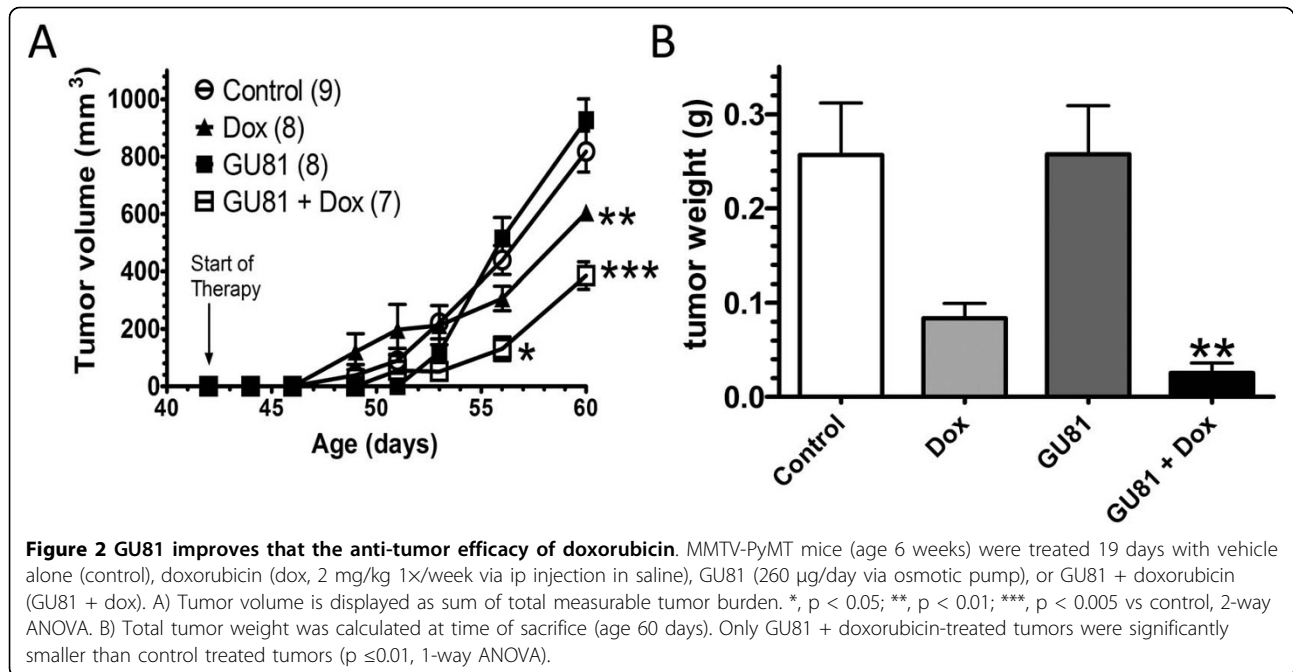 A
Tumor volume (mm³)
1000
800
600
400
200
0
Control (9)
Dox (8)
GU81 (8)
GU81 + Dox (7)
Start of
Therapy
**
***
*
40 45 50 55 60
Age (days)
B
tumor weight (g)
0.3
0.2
0.1
0.0
**
Control
Dox
GU81
GU81 + Dox
Figure 2 GU81 improves that the anti-tumor efficacy of doxorubicin. MMTV-PyMT mice (age 6 weeks) were treated 19 days with vehicle
alone (control), doxorubicin (dox, 2 mg/kg 1×/week via ip injection in saline), GU81 (260 μg/day via osmotic pump), or GU81 + doxorubicin
(GU81 + dox). A) Tumor volume is displayed as sum of total measurable tumor burden. *, p < 0.05; **, p < 0.01; ***, p < 0.005 vs control, 2-way
ANOVA. B) Total tumor weight was calculated at time of sacrifice (age 60 days). Only GU81 + doxorubicin-treated tumors were significantly
smaller than control treated tumors (p ≤0.01, 1-way ANOVA).